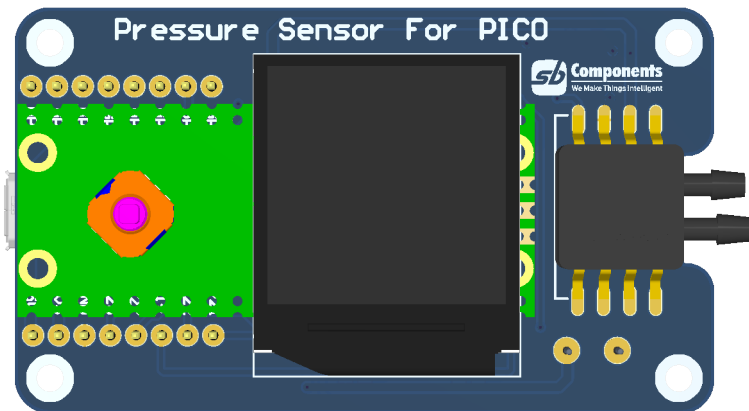 Pressure Sensor For PICO
sb Components
We Make Things Intelligent